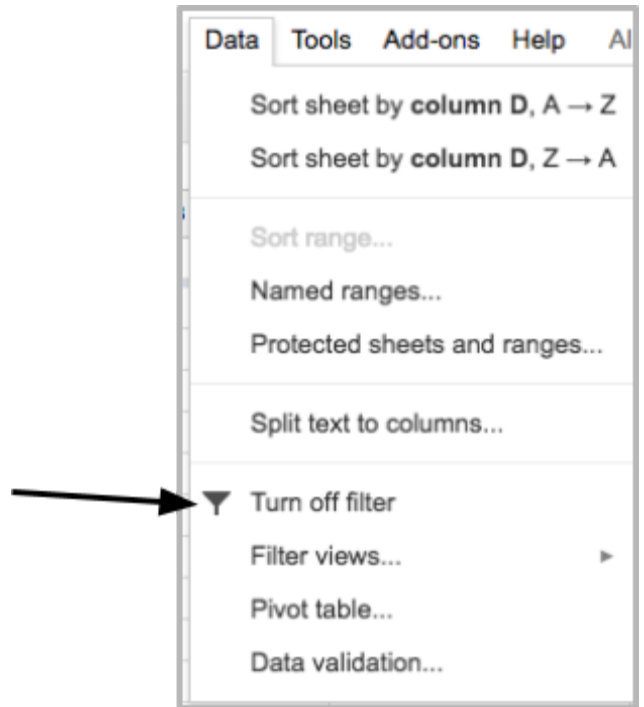 Data Tools Add-ons Help Al
Sort sheet by column D, A → Z
Sort sheet by column D, Z → A
Sort range...
Named ranges...
Protected sheets and ranges...
Split text to columns...
Turn off filter
Filter views...
Pivot table...
Data validation...